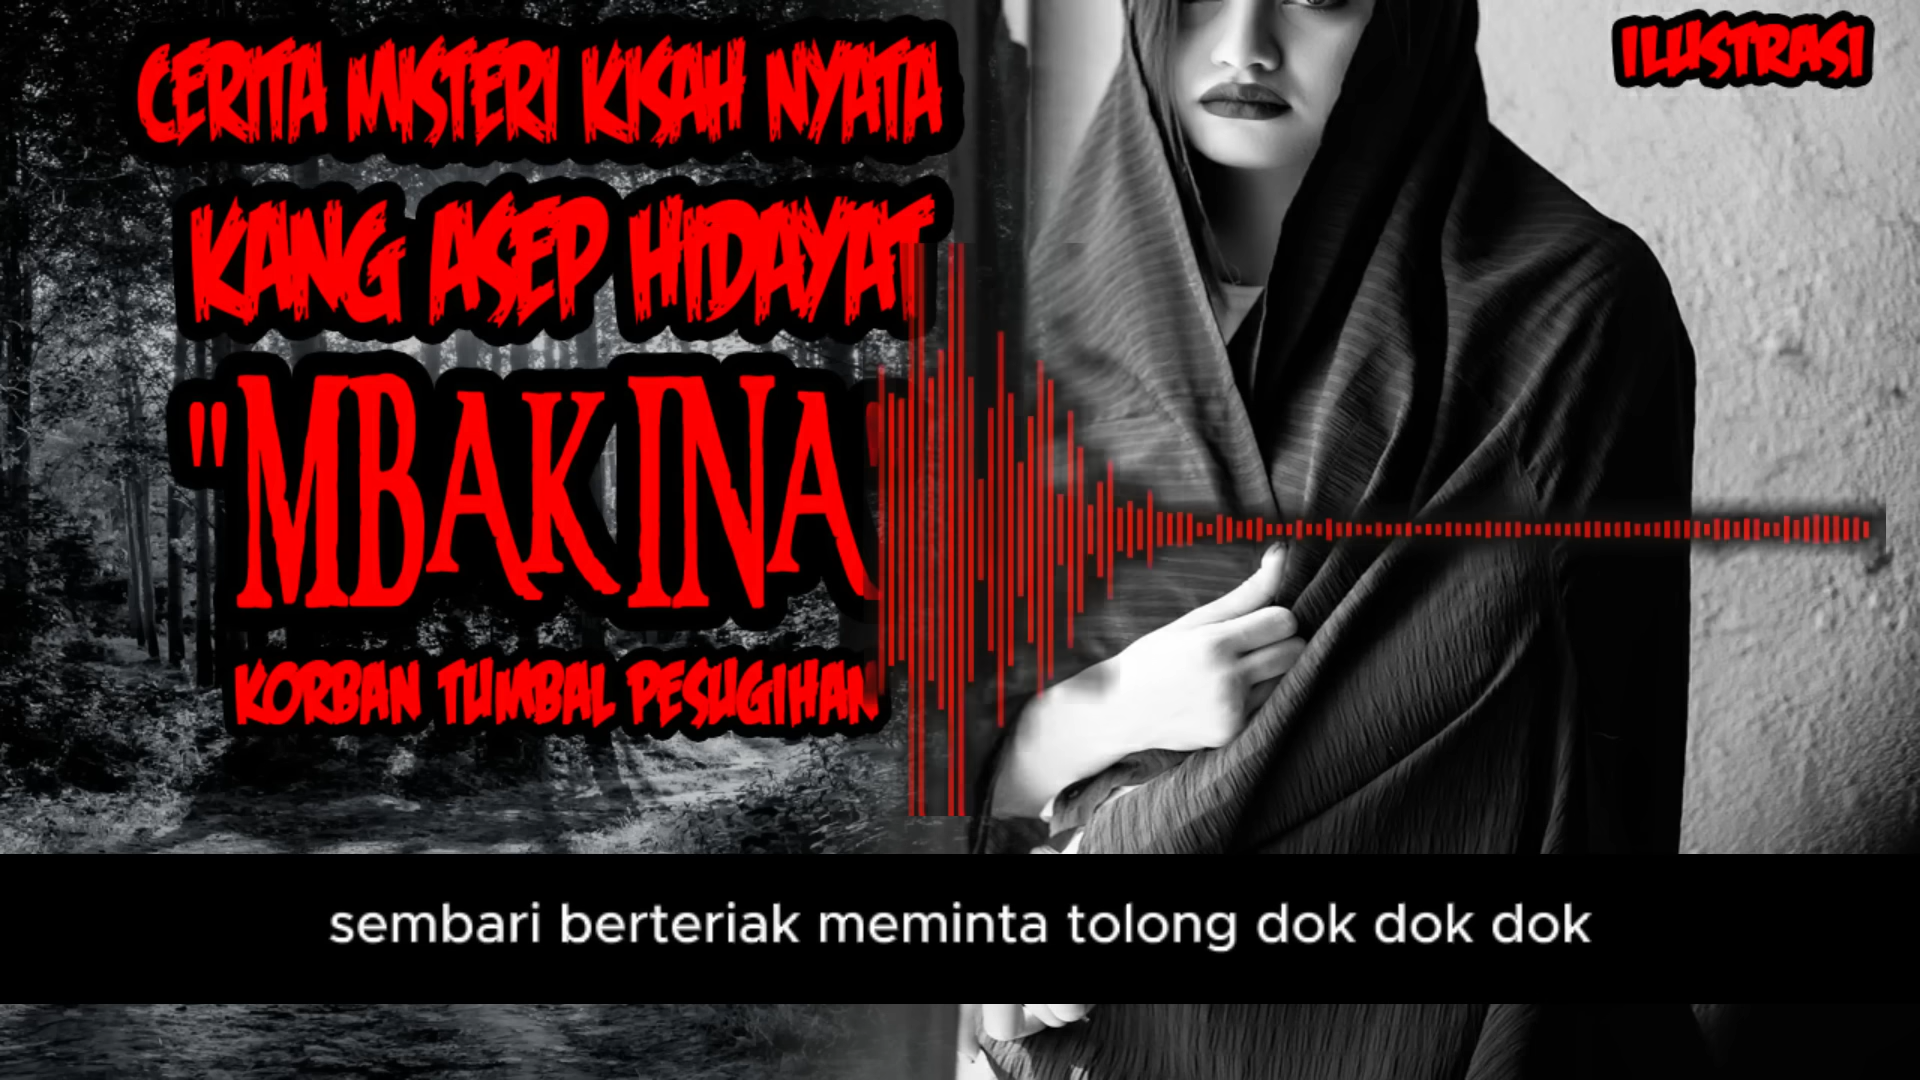 CERITA MISTERI KISAH NYATA
ILUSTRASI
KANG ASEP HIDAYAT
"MBAK INA"
KORBAN TUMBAL PESUGIHAN
sembari berteriak meminta tolong dok dok dok